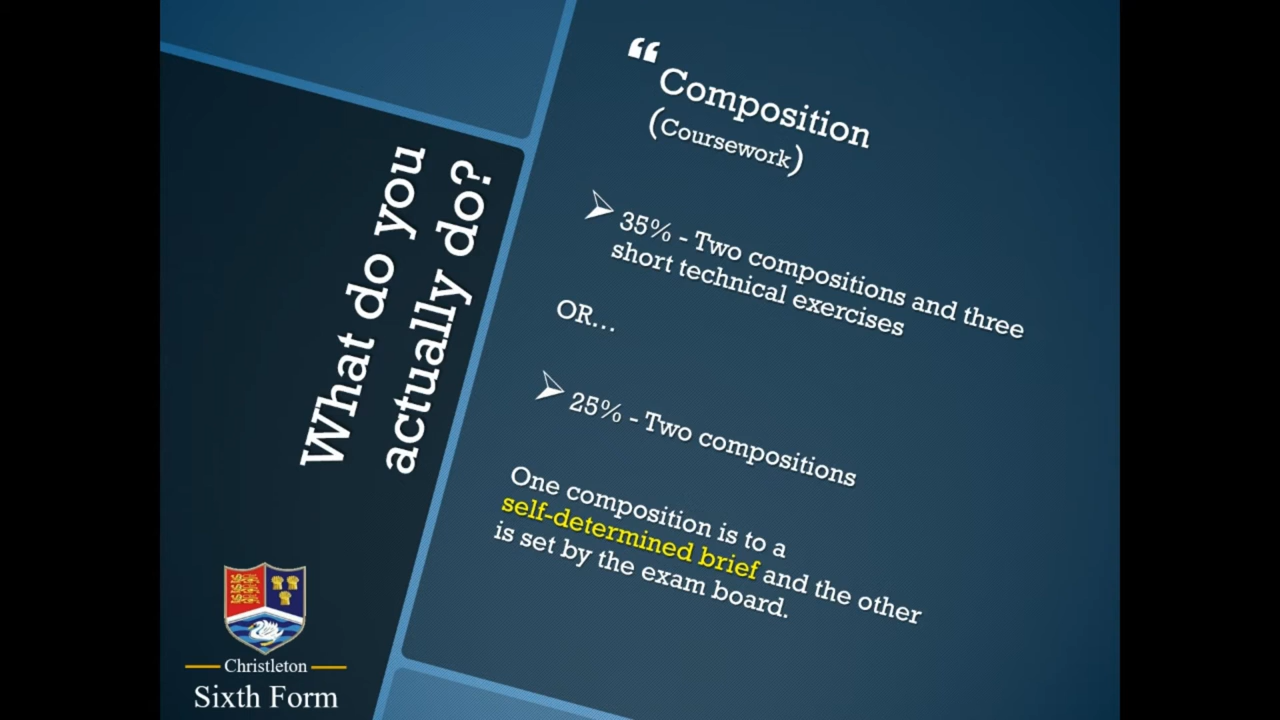 What do you
actually do?
“
Composition
(Coursework)
35% - Two compositions and three
short technical exercises
OR...
25% - Two compositions
One composition is to a
self-determined brief and the other
is set by the exam board.
Christleton
Sixth Form